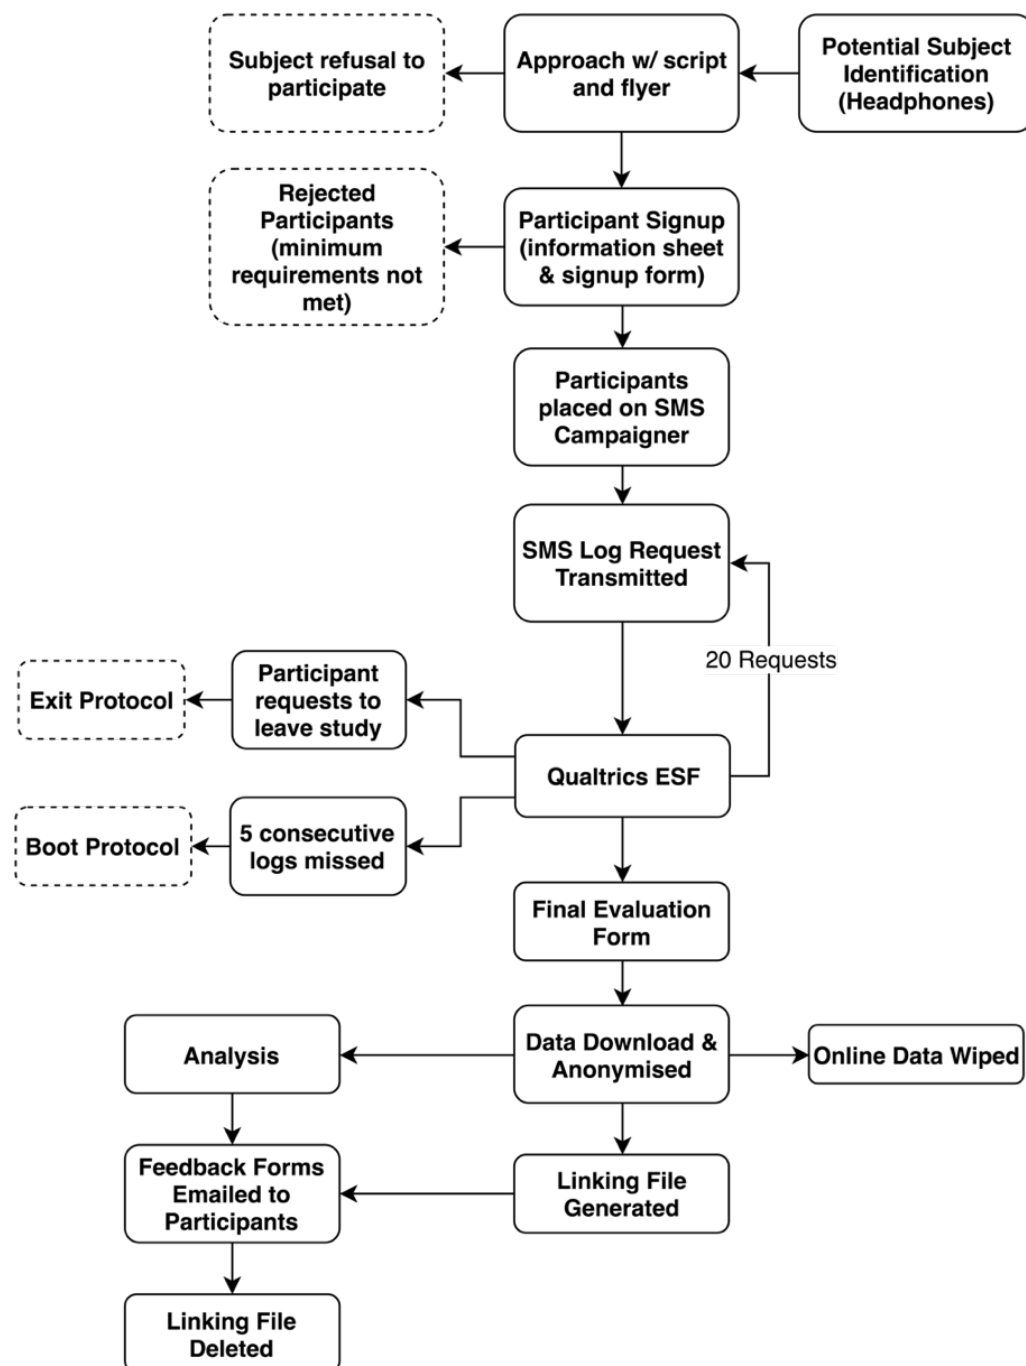 Subject refusal to
participate
Approach w/ script
and flyer
Potential Subject
Identification
(Headphones)
Rejected
Participants
(minimum
requirements not
met)
Participant Signup
(information sheet
& signup form)
Participants
placed on SMS
Campaigner
SMS Log Request
Transmitted
20 Requests
Exit Protocol
Participant
requests to
leave study
Qualtrics ESF
Boot Protocol
5 consecutive
logs missed
Final Evaluation
Form
Analysis
Data Download &
Anonymised
Online Data Wiped
Feedback Forms
Emailed to
Participants
Linking File
Generated
Linking File
Deleted